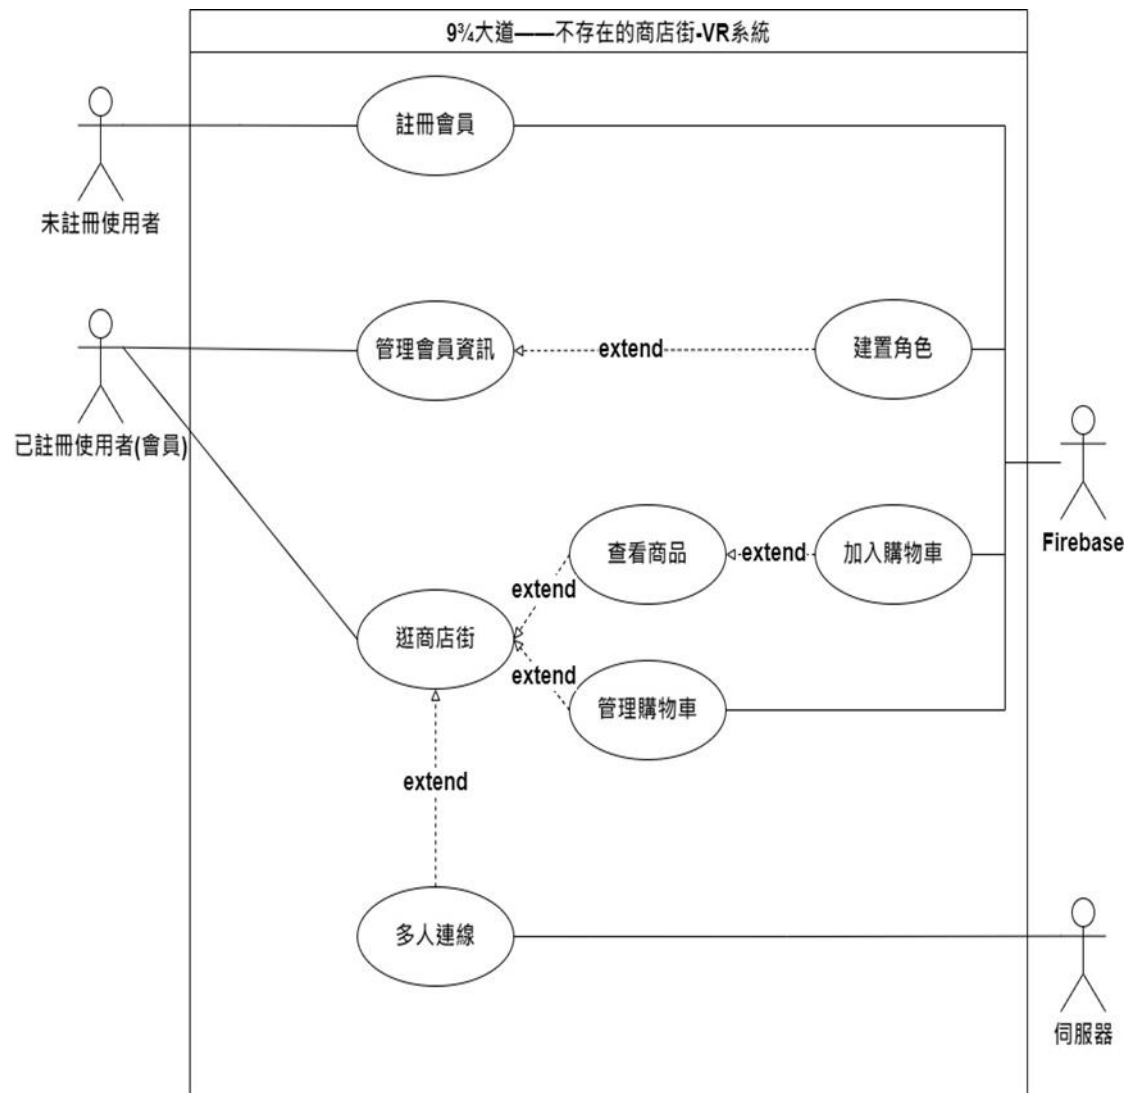 9¾大道——不存在的商店街-VR系統
註冊會員
未註冊使用者
管理會員資訊
extend
建置角色
已註冊使用者(會員)
查看商品
extend
加入購物車
Firebase
extend
逛商店街
extend
管理購物車
extend
多人連線
伺服器